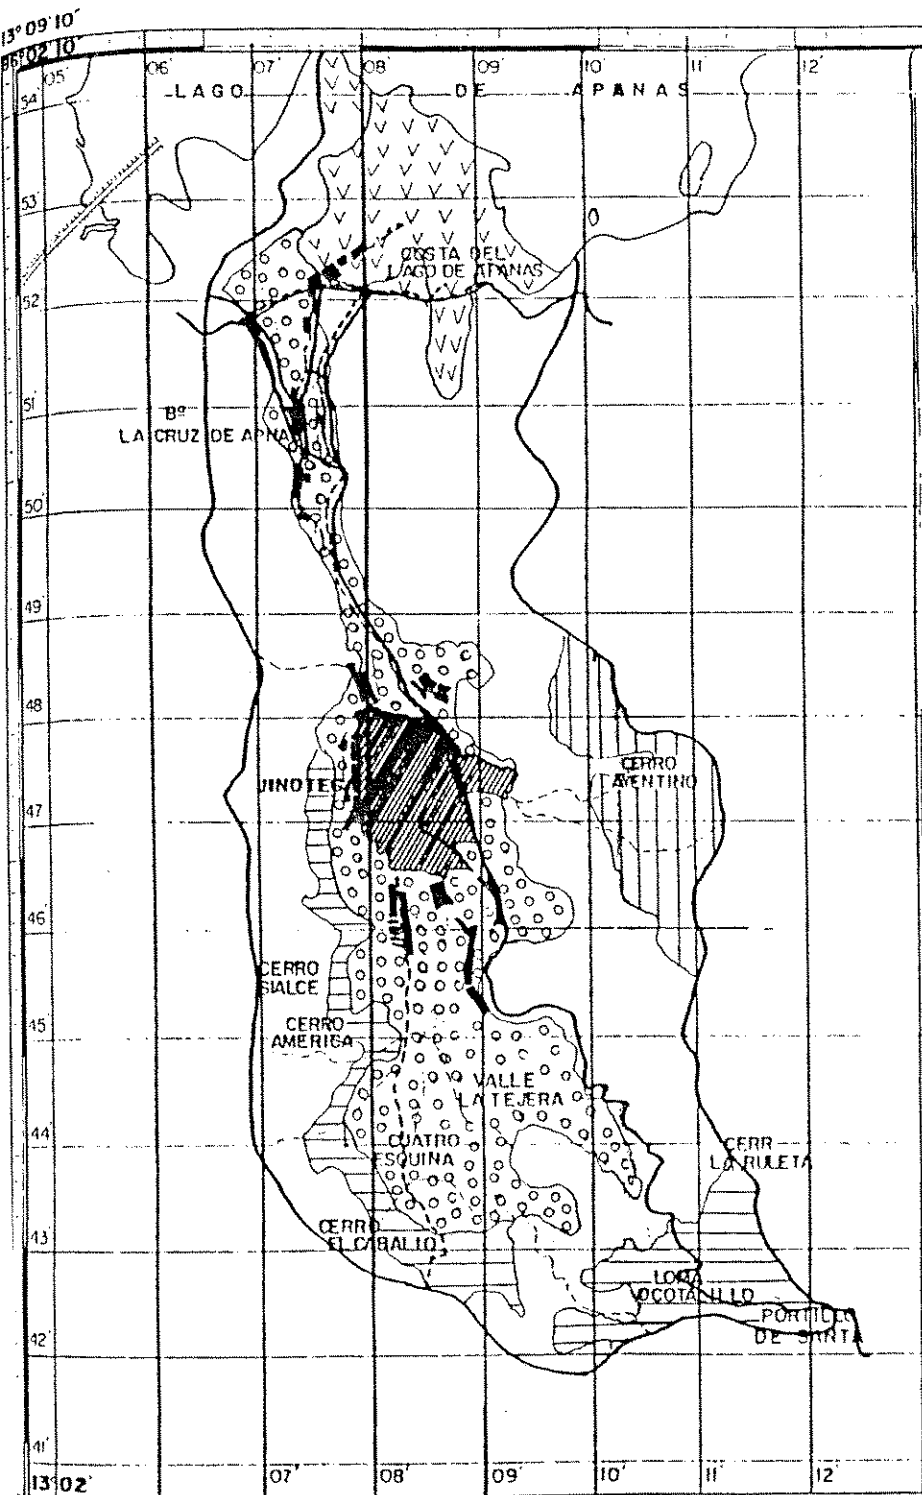 13°09'10"
86°02'10"
05' 06' 07' 08' 09' 10' 11' 12'
LAGO DE APANAS
54'
53'
COSTA DEL
LAGO DE APANAS
52'
51'
Bº
LA CRUZ DE APNA
50'
49'
48'
CERRO
AVENTINO
JINOTEG
47'
46'
CERRO
SIALCE
CERRO
AMERICA
45'
VALLE
LA TEJERA
44'
CUATRO
ESQUINA
CERR
LA RULETA
CERRO
EL CABALLO
43'
LOMA
OCOTALILLO
PORTILLO
DE SANTA
42'
41'
13°02'
07' 08' 09' 10' 11' 12'